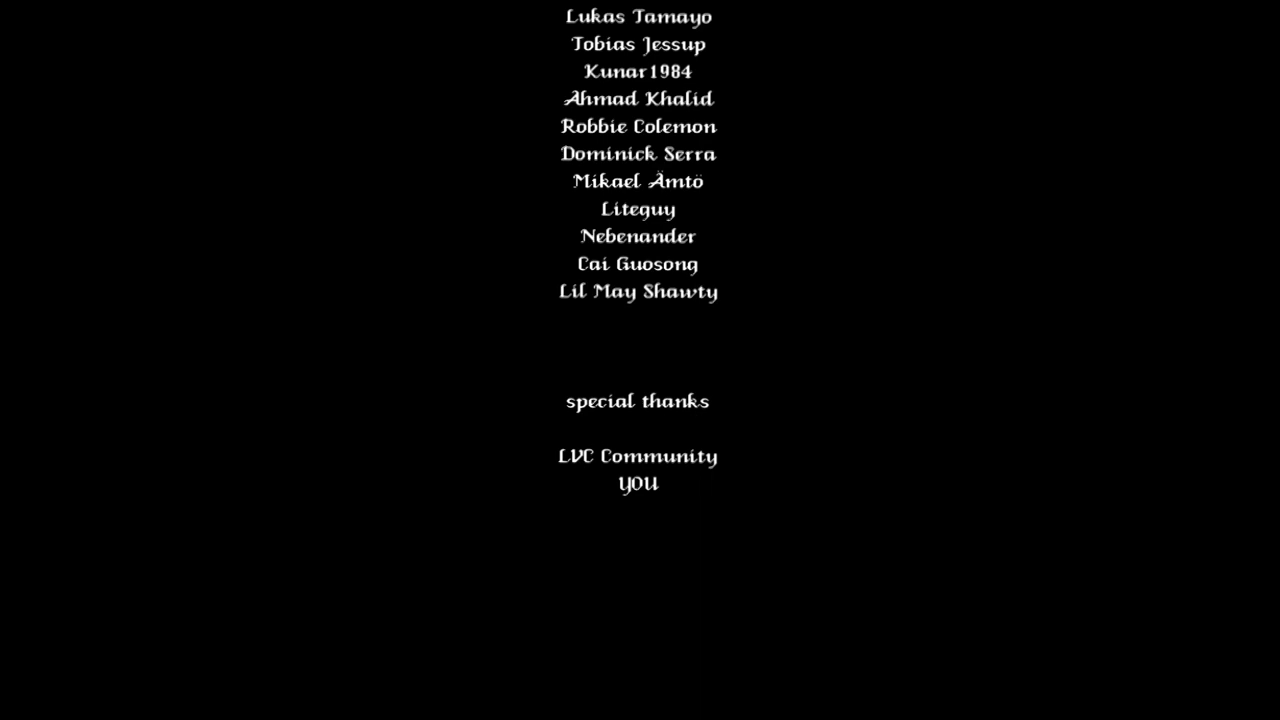 Lukas Tamayo
Tobias Jessup
Kunar1984
Ahmad Khalid
Robbie Colemon
Dominick Serra
Mikael Ämtö
Liteguy
Nebenander
Cai Guosong
Lil May Shawty
special thanks
LVC Community
YOU